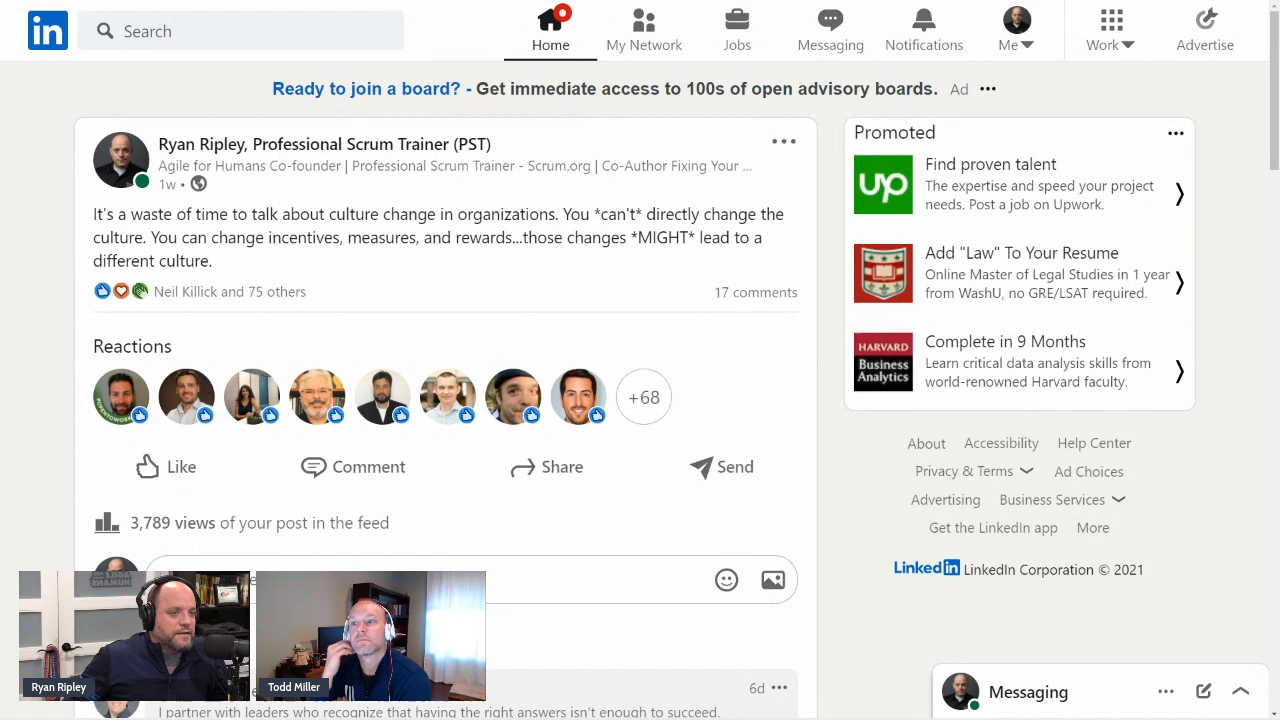 in
Search
Home
My Network
Jobs
Messaging
Notifications
Me
Work
Advertise
Ready to join a board? - Get immediate access to 100s of open advisory boards. Ad •••
Ryan Ripley, Professional Scrum Trainer (PST)
Agile for Humans Co-founder | Professional Scrum Trainer - Scrum.org | Co-Author Fixing Your ...
1w •
It's a waste of time to talk about culture change in organizations. You *can't* directly change the
culture. You can change incentives, measures, and rewards...those changes *MIGHT* lead to a
different culture.
Neil Killick and 75 others
17 comments
Reactions
+68
Like
Comment
Share
Send
3,789 views of your post in the feed
6d
I partner with leaders who recognize that having the right answers isn't enough to succeed.
Ryan Ripley
Todd Miller
Promoted
up
Find proven talent
The expertise and speed your project
needs. Post a job on Upwork.
Add "Law" To Your Resume
Online Master of Legal Studies in 1 year
from WashU, no GRE/LSAT required.
HARVARD
Business
Analytics
Complete in 9 Months
Learn critical data analysis skills from
world-renowned Harvard faculty.
About Accessibility Help Center
Privacy & Terms Ad Choices
Advertising Business Services
Get the LinkedIn app More
LinkedIn LinkedIn Corporation © 2021
Messaging